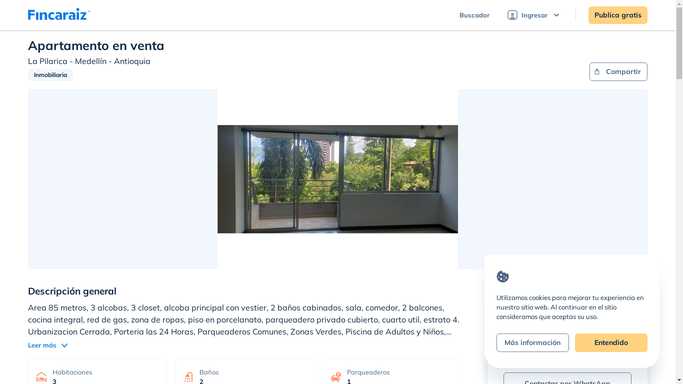 Fincaraíz
Buscador
Ingresar
Publica gratis
Apartamento en venta
La Pilarica - Medellín - Antioquia
Inmobiliaria
Compartir
Descripción general
Area 85 metros, 3 alcobas, 3 closet, alcoba principal con vestier, 2 baños cabinados, sala, comedor, 2 balcones,
cocina integral, red de gas, zona de ropas, piso en porcelanato, parqueadero privado cubierto, cuarto util, estrato 4.
Urbanizacion Cerrada, Porteria las 24 Horas, Parqueaderos Comunes, Zonas Verdes, Piscina de Adultos y Niños,...
Leer más
Habitaciones
3
Baños
2
Parqueaderos
1
Utilizamos cookies para mejorar tu experiencia en
nuestro sitio web. Al continuar en el sitio
consideramos que aceptas su uso.
Más información
Entendido
Contactar por WhatsApp